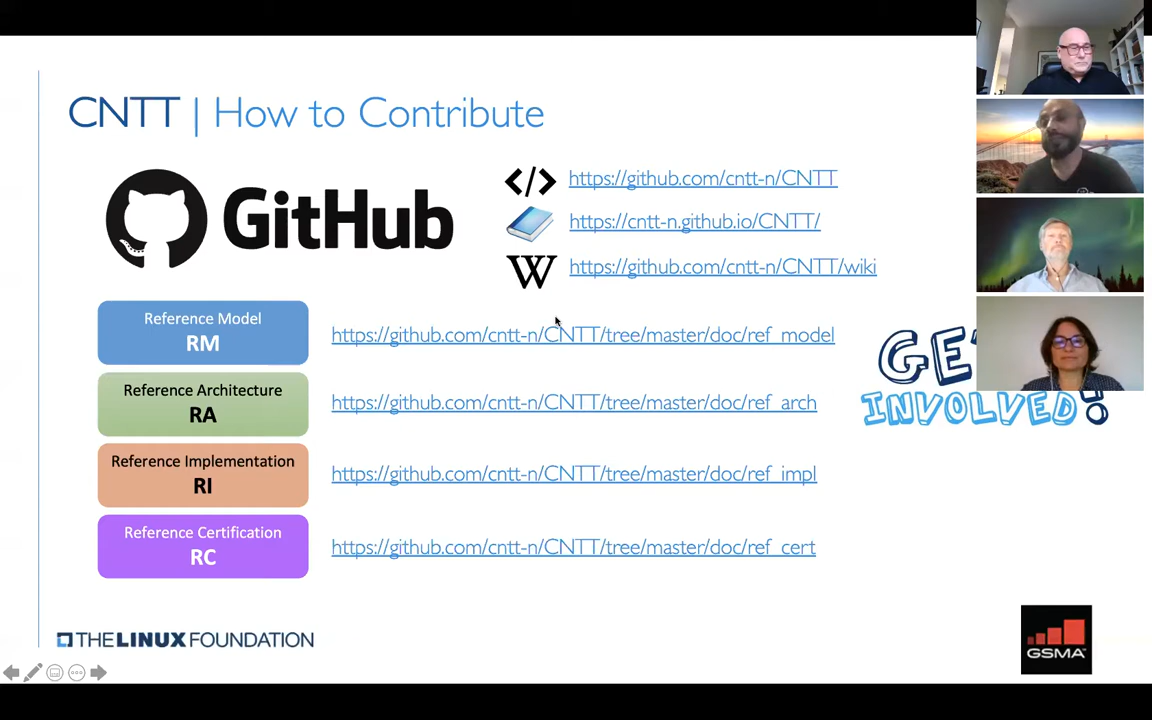 CNTT | How to Contribute
GitHub
</> https://github.com/cntt-n/CNTT
https://cntt-n.github.io/CNTT/
W https://github.com/cntt-n/CNTT/wiki
Reference Model
RM
https://github.com/cntt-n/CNTT/tree/master/doc/ref_model
Reference Architecture
RA
https://github.com/cntt-n/CNTT/tree/master/doc/ref_arch
Reference Implementation
RI
https://github.com/cntt-n/CNTT/tree/master/doc/ref_impl
Reference Certification
RC
https://github.com/cntt-n/CNTT/tree/master/doc/ref_cert
INVOLVED!
THE LINUX FOUNDATION
GSMA™